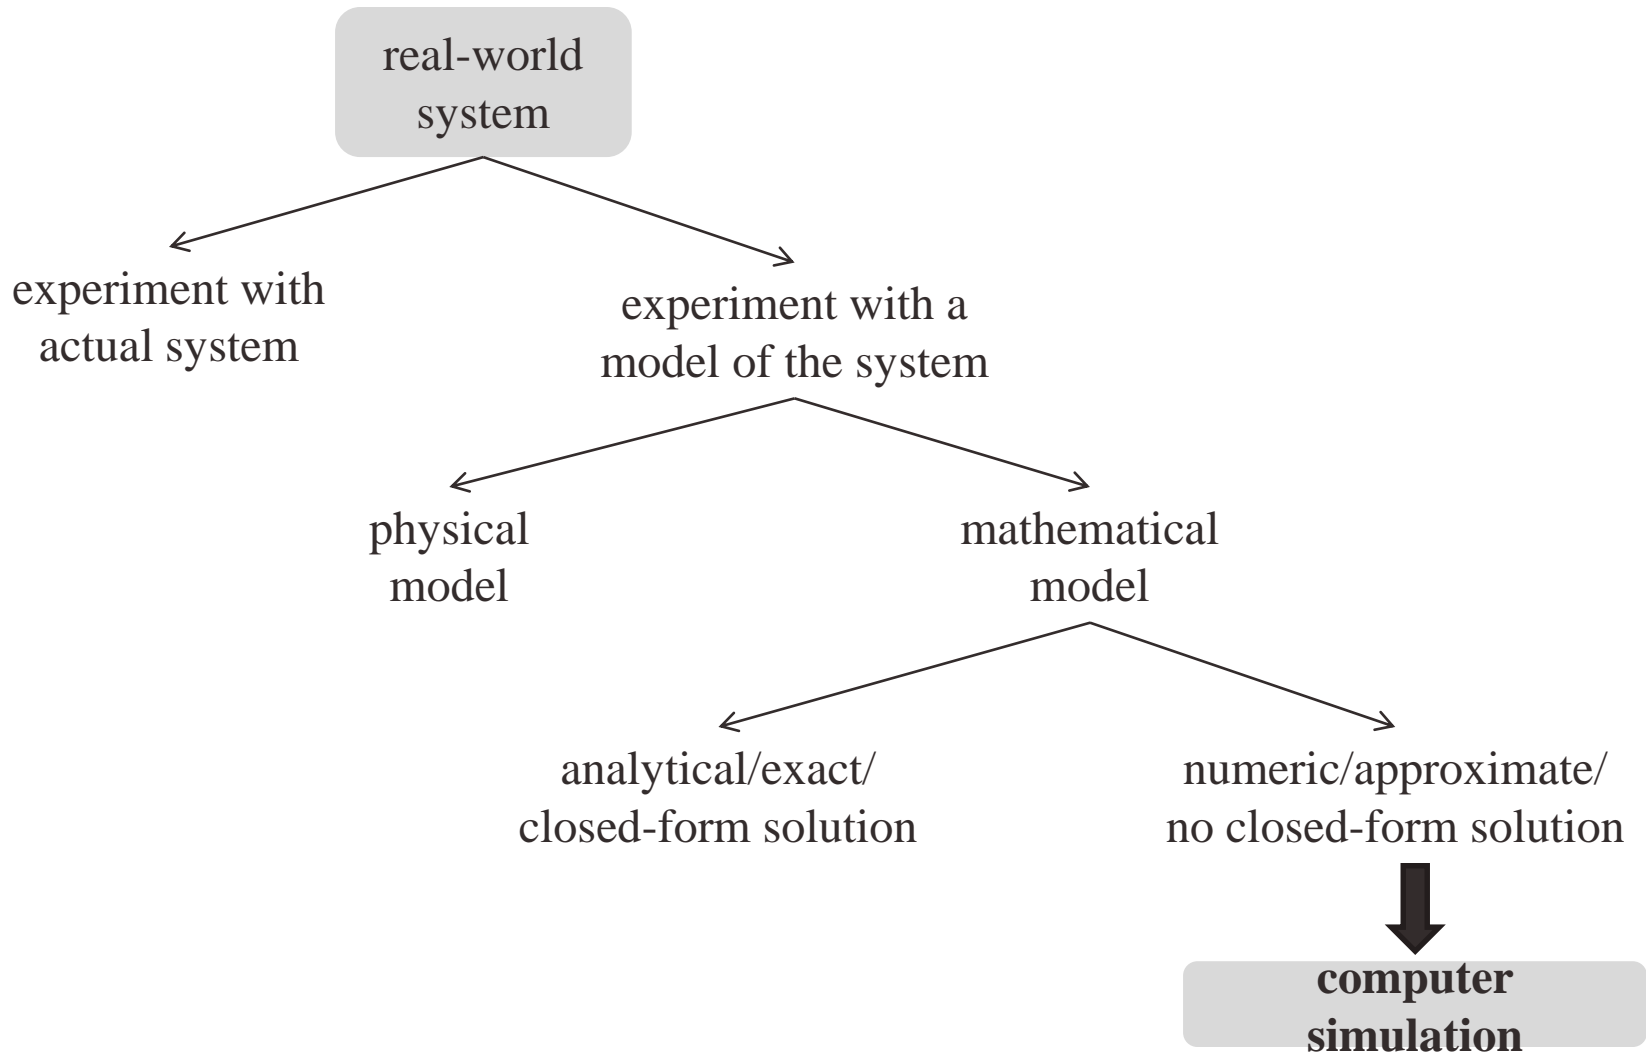 real-world
system
experiment with
actual system
experiment with a
model of the system
physical
model
mathematical
model
analytical/exact/
closed-form solution
numeric/approximate/
no closed-form solution
computer
simulation